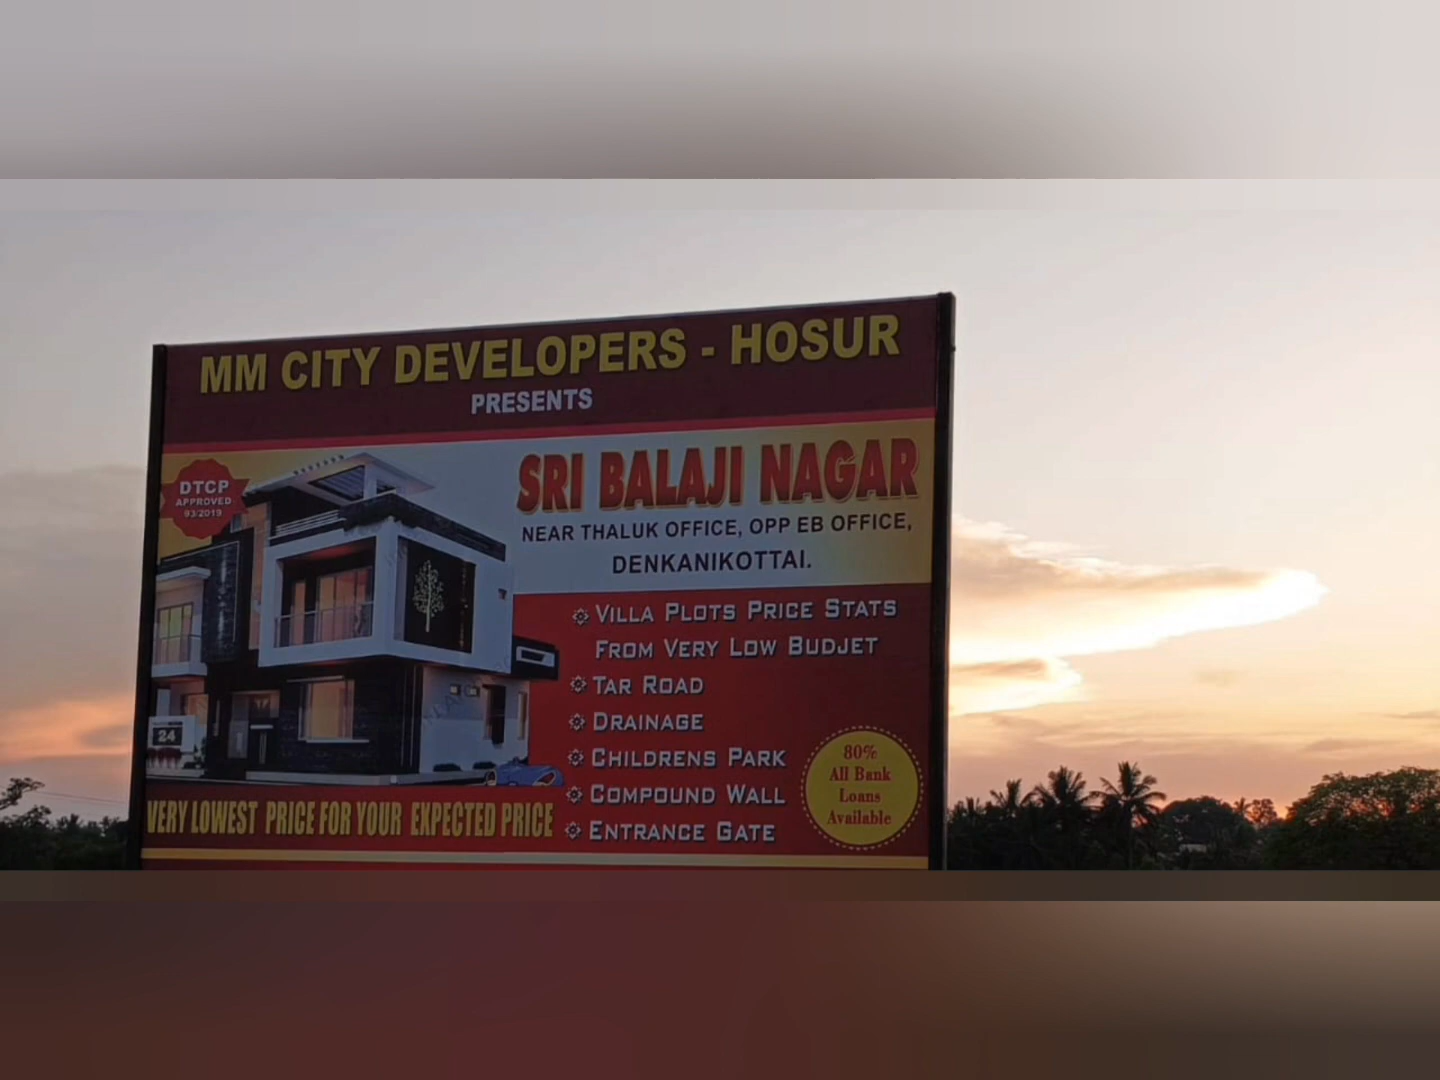 MM CITY DEVELOPERS - HOSUR
PRESENTS
DTCP
APPROVED
93/2019
SRI BALAJI NAGAR
NEAR THALUK OFFICE, OPP EB OFFICE,
DENKANIKOTTAI.
VILLA PLOTS PRICE STATS
FROM VERY LOW BUDJET
TAR ROAD
DRAINAGE
CHILDRENS PARK
COMPOUND WALL
ENTRANCE GATE
24
VERY LOWEST PRICE FOR YOUR EXPECTED PRICE
80%
All Bank
Loans
Available